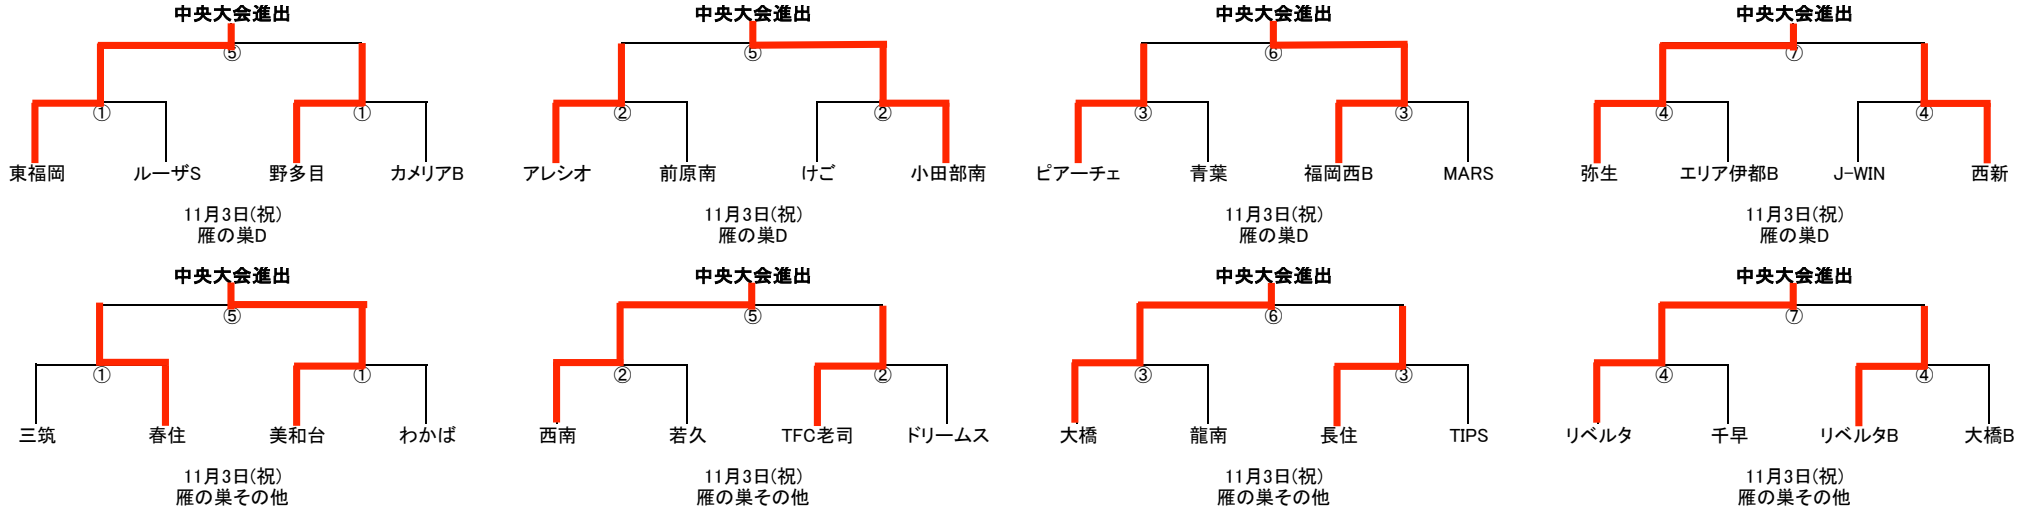 中央大会進出 中央大会進出 中央大会進出 中央大会進出
⑤ ⑤ ⑥ ⑦
① ① ② ② ③ ③ ④ ④
東福岡 ルーザS 野多目 カメリアB アレシオ 前原南 けご 小田部南 ピアーチェ 青葉 福岡西B MARS 弥生 エリア伊都B J-WIN 西新
11月3日(祝) 11月3日(祝) 11月3日(祝) 11月3日(祝)
雁の巣D 雁の巣D 雁の巣D 雁の巣D
中央大会進出 中央大会進出 中央大会進出 中央大会進出
⑤ ⑤ ⑥ ⑦
① ① ② ② ③ ③ ④ ④
三筑 春住 美和台 わかば 西南 若久 TFC老司 ドリームス 大橋 龍南 長住 TIPS リベルタ 千早 リベルタB 大橋B
11月3日(祝) 11月3日(祝) 11月3日(祝) 11月3日(祝)
雁の巣その他 雁の巣その他 雁の巣その他 雁の巣その他